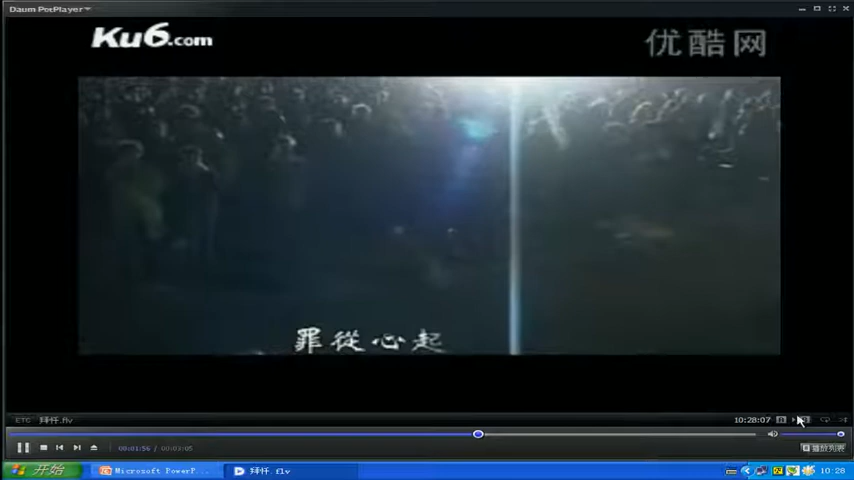 Daum PotPlayer
Ku6.com
优酷网
罪從心起
ETC 拜忏.flv
10:28:07
00:01:56 / 00:03:05
播放列表
开始
Microsoft PowerP...
拜忏.flv
10:28